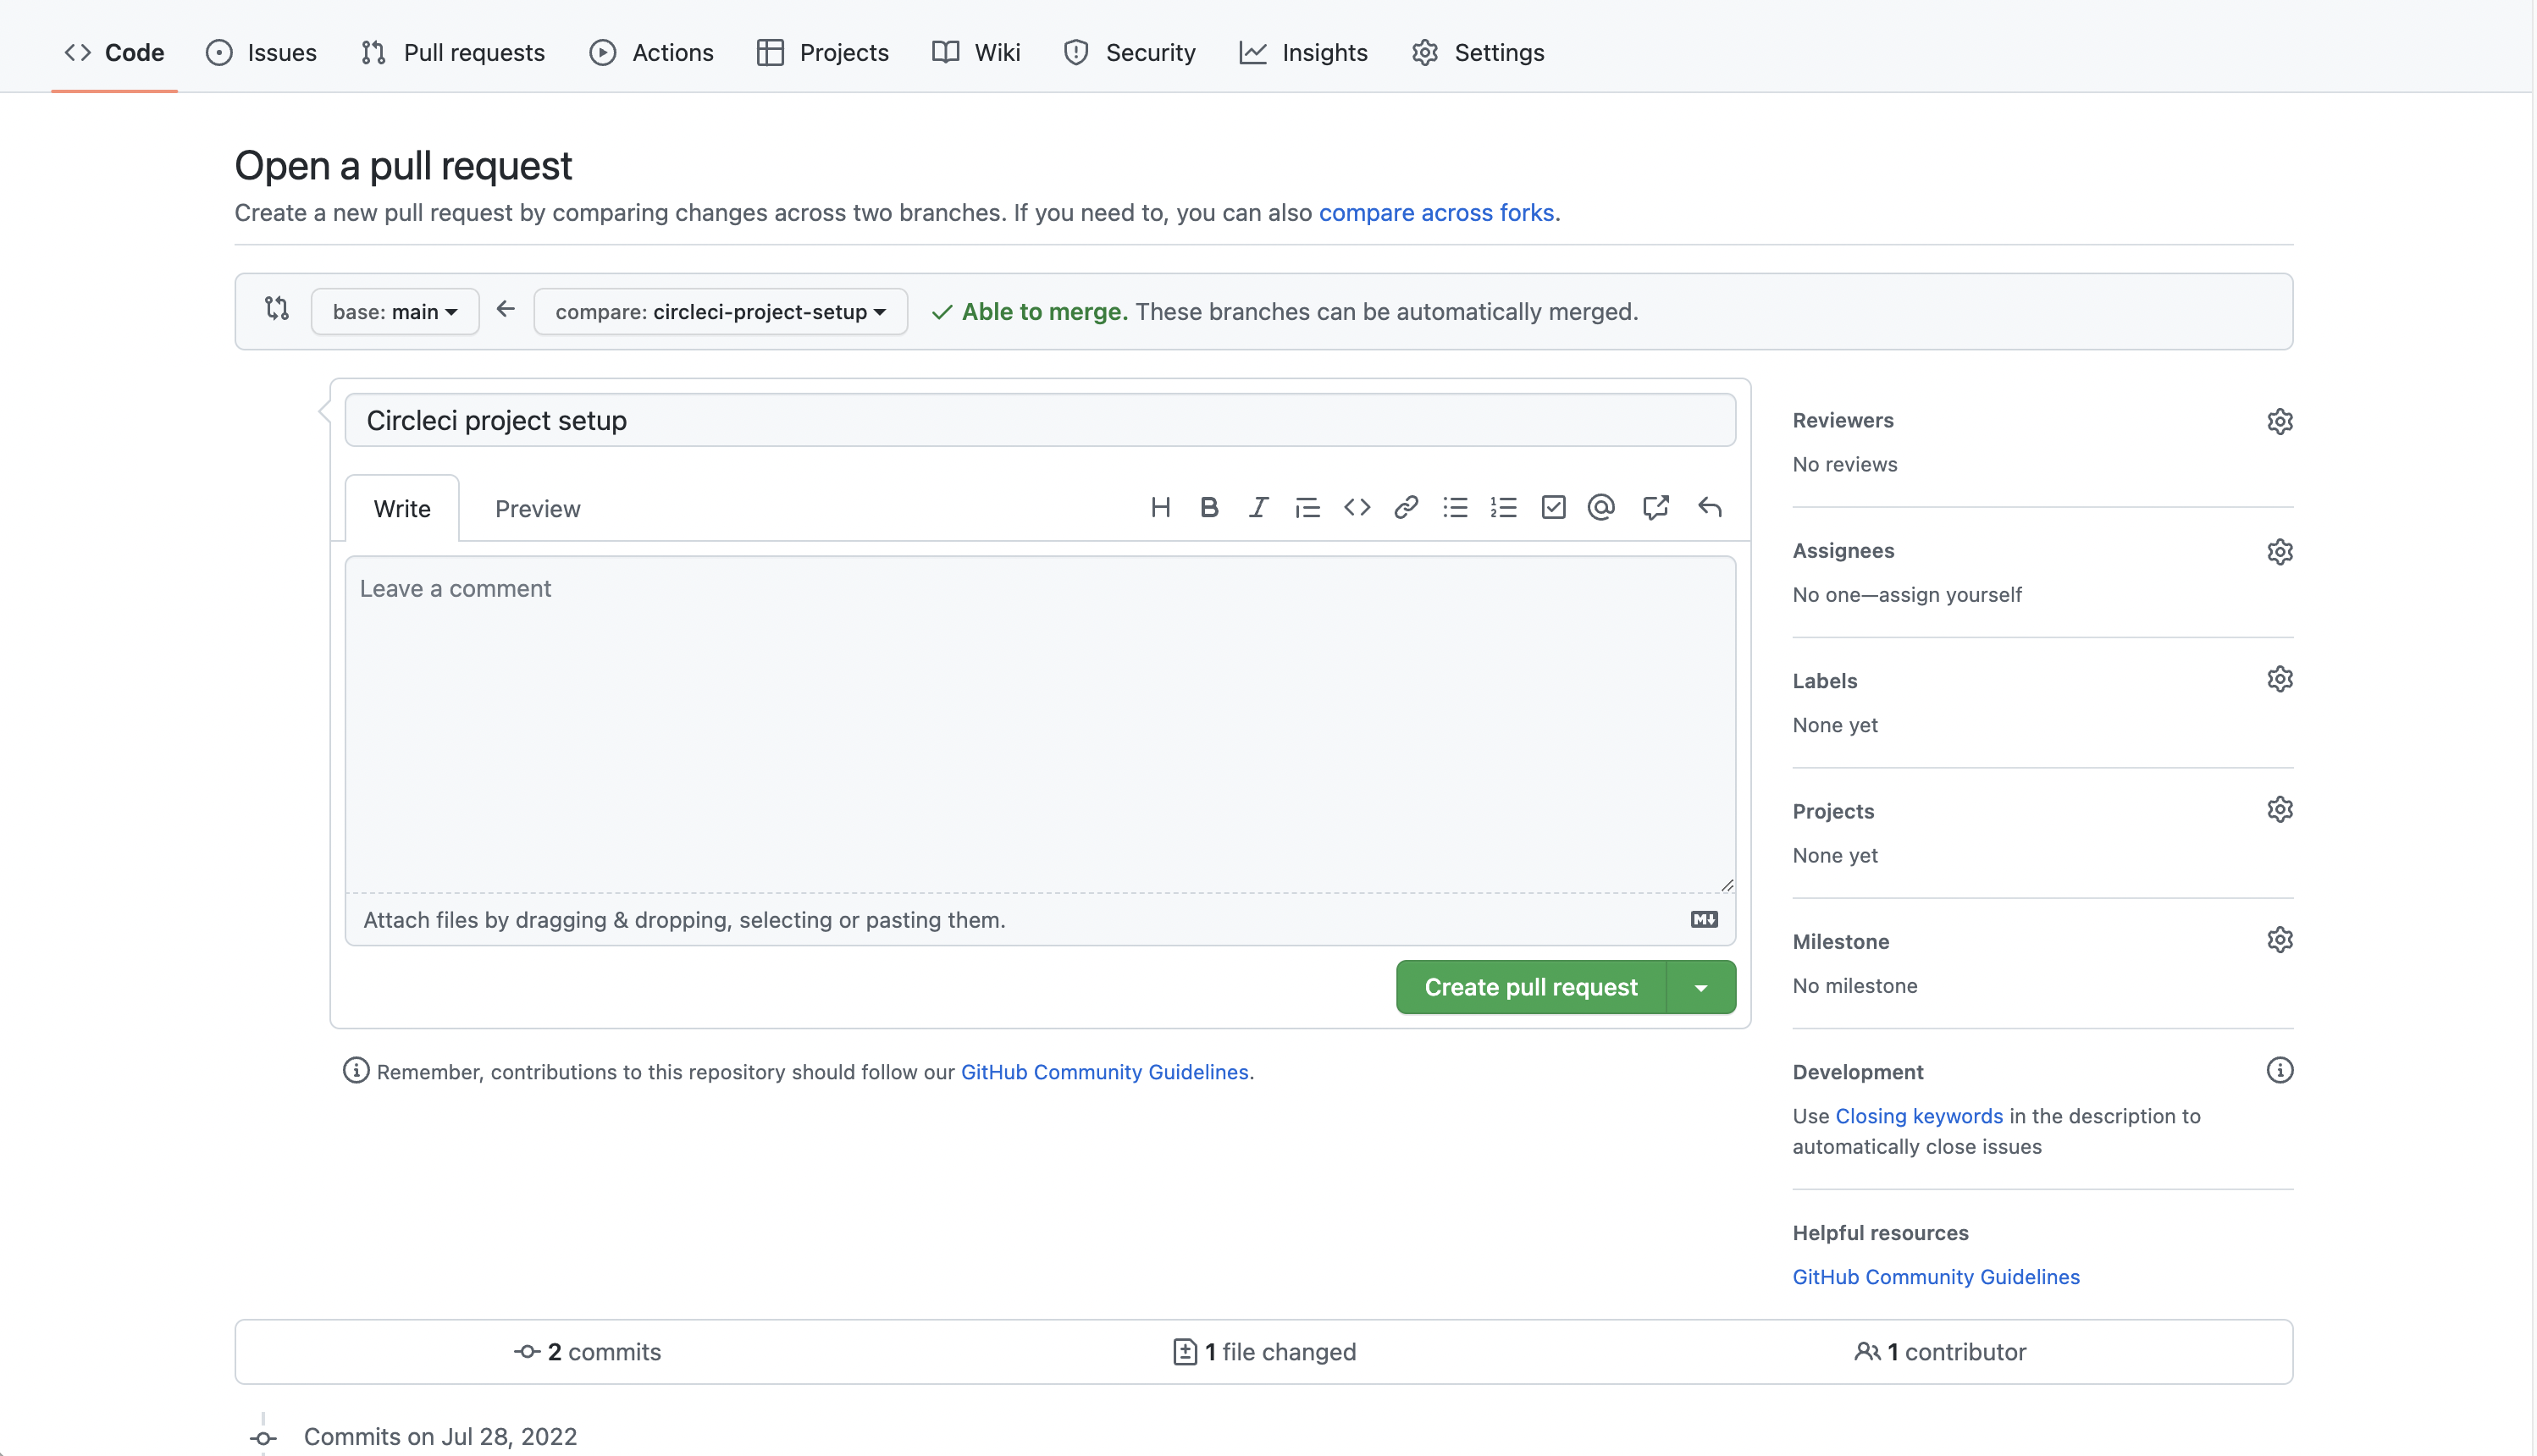 Code Issues Pull requests Actions Projects Wiki Security Insights Settings
Open a pull request
Create a new pull request by comparing changes across two branches. If you need to, you can also compare across forks.
base: main compare: circleci-project-setup Able to merge. These branches can be automatically merged.
Circleci project setup
Write Preview
Leave a comment
Attach files by dragging & dropping, selecting or pasting them.
Create pull request
Remember, contributions to this repository should follow our GitHub Community Guidelines.
Reviewers
No reviews
Assignees
No one—assign yourself
Labels
None yet
Projects
None yet
Milestone
No milestone
Development
Use Closing keywords in the description to
automatically close issues
Helpful resources
GitHub Community Guidelines
2 commits 1 file changed 1 contributor
Commits on Jul 28, 2022